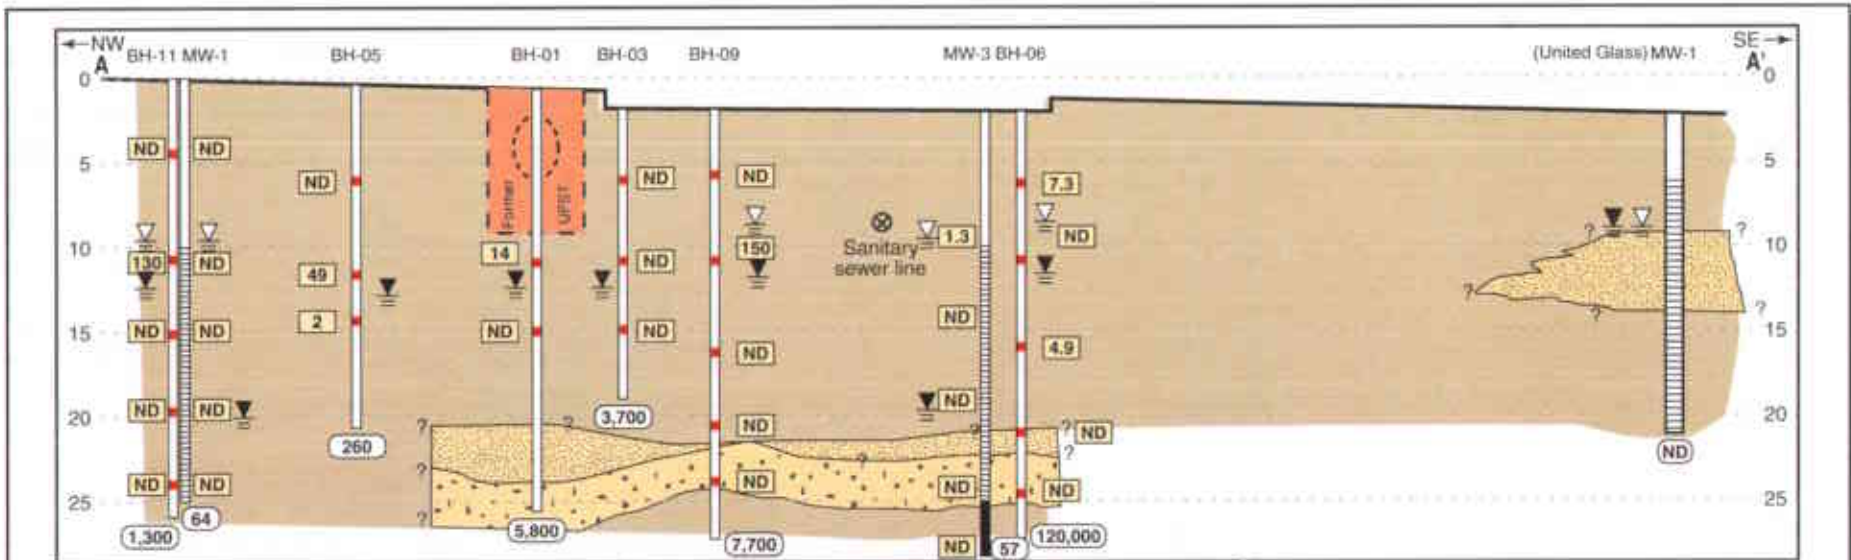 ←NW
SE→
A
A'
BH-11 MW-1
BH-05
BH-01
BH-03
BH-09
MW-3 BH-06
(United Glass) MW-1
0
0
ND
ND
5
5
ND
ND
ND
7.3
Former
UPST
Sanitary
sewer line
10
10
130
ND
49
14
ND
150
1.3
ND
2
15
15
ND
ND
ND
ND
ND
ND
4.9
20
20
ND
ND
260
3,700
ND
ND
ND
ND
?
?
?
?
?
?
?
?
?
?
?
?
?
?
25
25
ND
ND
ND
ND
ND
1,300
64
5,800
7,700
ND
57
120,000